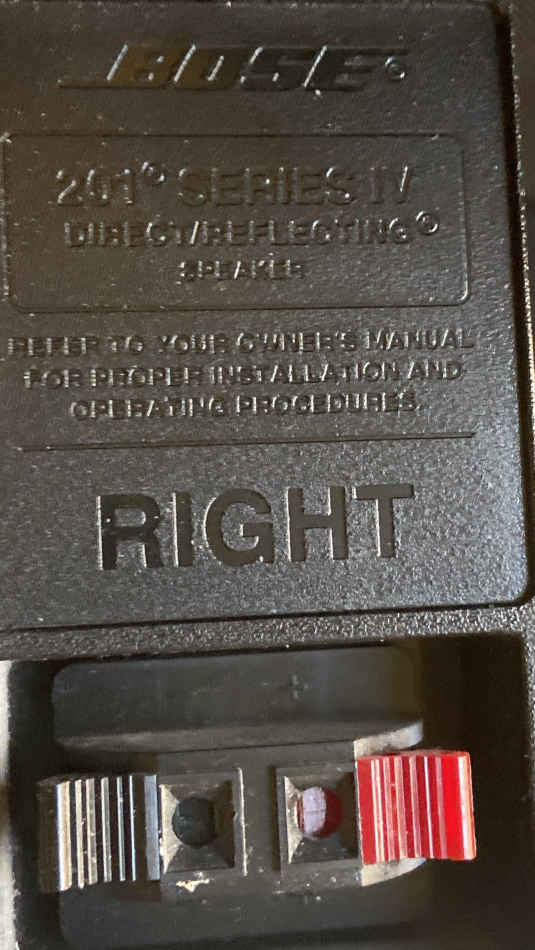 BOSE®
201® SERIES IV
DIRECT/REFLECTING®
SPEAKER
REFER TO YOUR OWNER'S MANUAL
FOR PROPER INSTALLATION AND
OPERATING PROCEDURES.
RIGHT
+